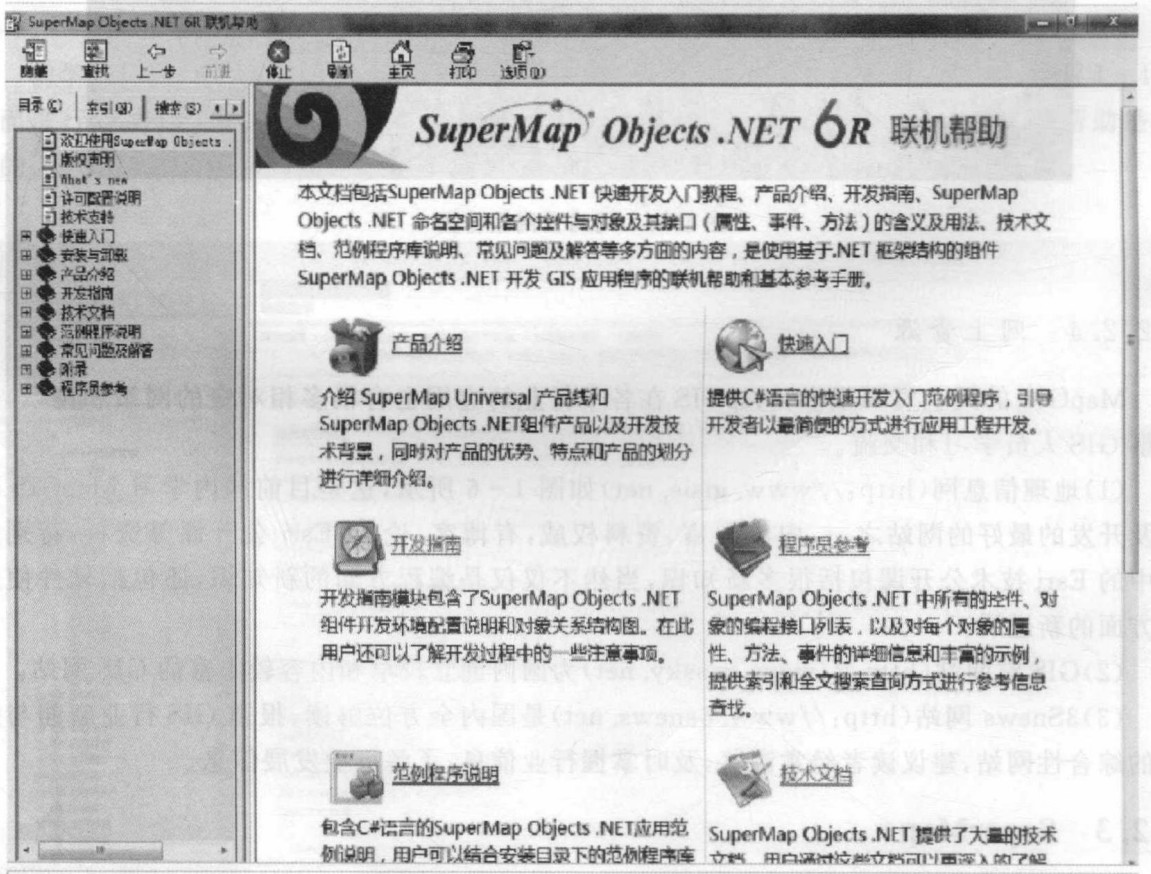 SuperMap Objects .NET 6R 联机帮助
隐藏 查找 上一步 前进 停止 刷新 主页 打印 选项(O)
目录(C) 索引(N) 搜索(S)
欢迎使用SuperMap Objects .
版权声明
What's new
许可配置说明
技术支持
快速入门
安装与卸载
产品介绍
开发指南
技术文档
范例程序说明
常见问题及解答
附录
程序员参考
SuperMap Objects .NET 6R 联机帮助
本文档包括SuperMap Objects .NET 快速开发入门教程、产品介绍、开发指南、SuperMap
Objects .NET 命名空间和各个控件与对象及其接口（属性、事件、方法）的含义及用法、技术文
档、范例程序库说明、常见问题及解答等多方面的内容，是使用基于.NET 框架结构的组件
SuperMap Objects .NET 开发 GIS 应用程序的联机帮助和基本参考手册。
产品介绍
介绍 SuperMap Universal 产品线和
SuperMap Objects .NET组件产品以及开发技
术背景，同时对产品的优势、特点和产品的划分
进行详细介绍。
快速入门
提供C#语言的快速开发入门范例程序，引导
开发者以最简便的方式进行应用工程开发。
开发指南
开发指南模块包含了SuperMap Objects .NET
组件开发环境配置说明和对象关系结构图。在此
用户还可以了解开发过程中的一些注意事项。
程序员参考
SuperMap Objects .NET 中所有的控件、对
象的编程接口列表，以及对每个对象的属
性、方法、事件的详细信息和丰富的示例，
提供索引和全文搜索查询方式进行参考信息
查找。
范例程序说明
包含C#语言的SuperMap Objects .NET应用范
例说明，用户可以结合安装目录下的范例程序库
技术文档
SuperMap Objects .NET 提供了大量的技术
文档，用户通过这些文档可以更深入的了解